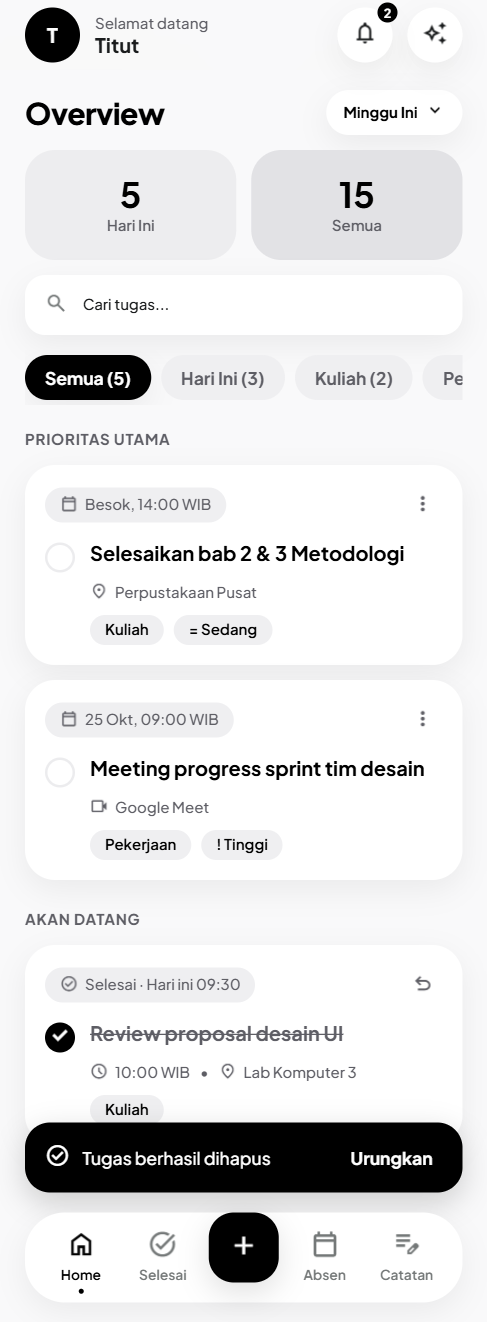 T
Selamat datang
Titut
2
Overview
Minggu Ini
5
Hari Ini
15
Semua
Cari tugas...
Semua (5)
Hari Ini (3)
Kuliah (2)
Pe
PRIORITAS UTAMA
Besok, 14:00 WIB
Selesaikan bab 2 & 3 Metodologi
Perpustakaan Pusat
Kuliah
= Sedang
25 Okt, 09:00 WIB
Meeting progress sprint tim desain
Google Meet
Pekerjaan
! Tinggi
AKAN DATANG
Selesai · Hari ini 09:30
Review proposal desain UI
10:00 WIB • Lab Komputer 3
Kuliah
Tugas berhasil dihapus
Urungkan
Home
Selesai
+
Absen
Catatan